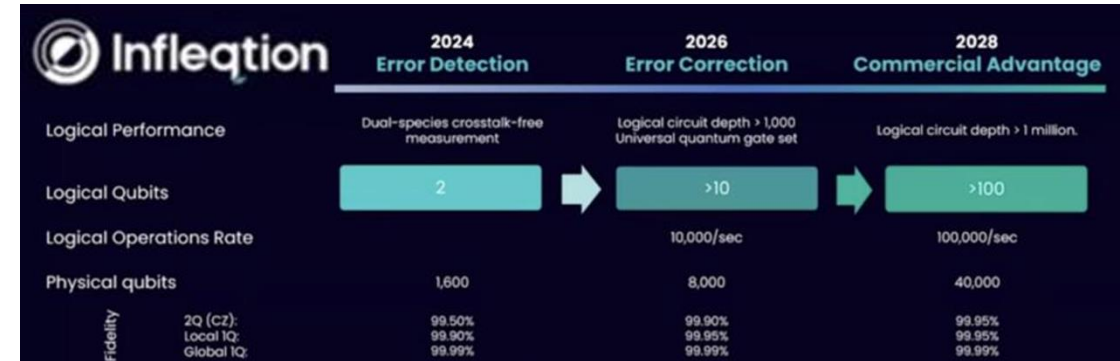 Infleqtion
2024 2026 2028
Error Detection Error Correction Commercial Advantage
Logical Performance
Dual-species crosstalk-free
measurement
Logical circuit depth > 1,000
Universal quantum gate set
Logical circuit depth > 1 million.
Logical Qubits 2 >10 >100
Logical Operations Rate 10,000/sec 100,000/sec
Physical qubits 1,600 8,000 40,000
Fidelity
2Q (CZ): 99.50% 99.90% 99.95%
Local 1Q: 99.90% 99.95% 99.95%
Global 1Q: 99.99% 99.99% 99.99%